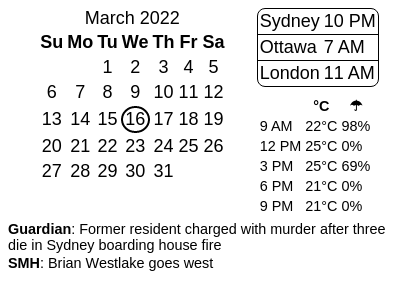 March 2022
Su Mo Tu We Th Fr Sa
1 2 3 4 5
6 7 8 9 10 11 12
13 14 15 16 17 18 19
20 21 22 23 24 25 26
27 28 29 30 31
Sydney 10 PM
Ottawa 7 AM
London 11 AM
°C ☂
9 AM 22°C 98%
12 PM 25°C 0%
3 PM 25°C 69%
6 PM 21°C 0%
9 PM 21°C 0%
Guardian: Former resident charged with murder after three
die in Sydney boarding house fire
SMH: Brian Westlake goes west